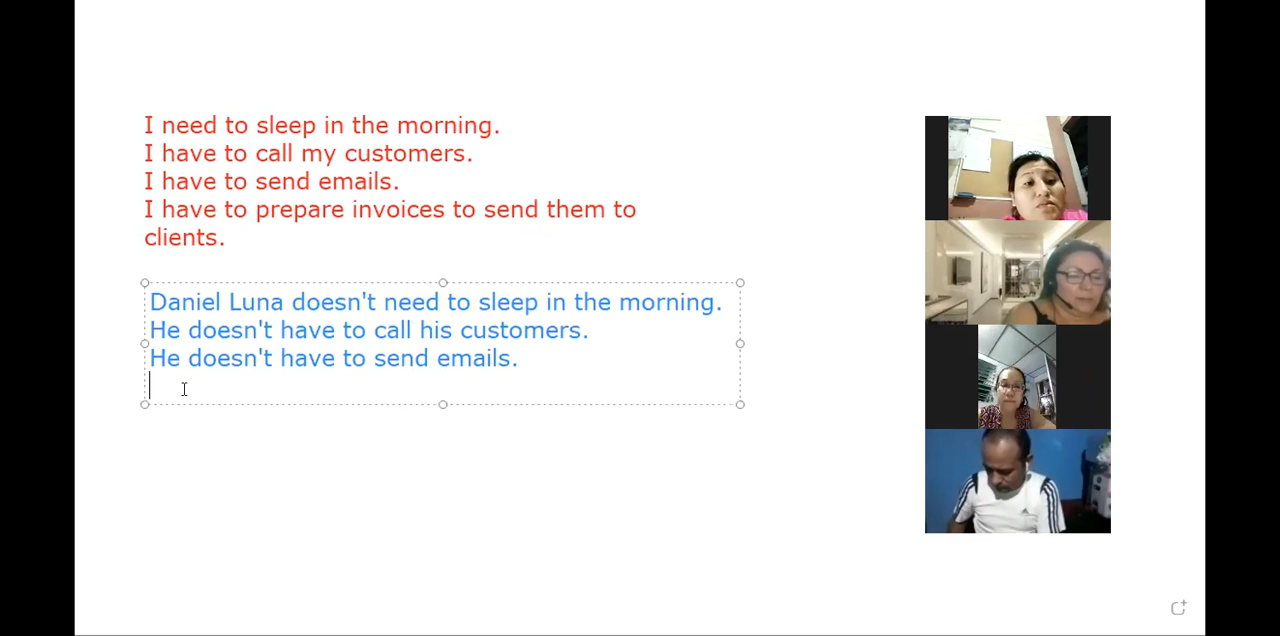 I need to sleep in the morning.
I have to call my customers.
I have to send emails.
I have to prepare invoices to send them to
clients.
Daniel Luna doesn't need to sleep in the morning.
He doesn't have to call his customers.
He doesn't have to send emails.